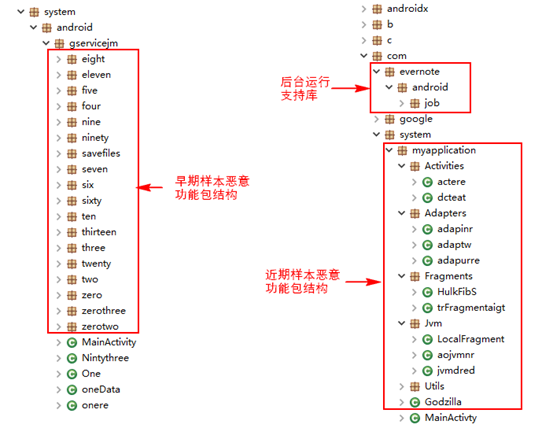 system
android
gservicejm
eight
eleven
five
four
nine
ninety
savefiles
seven
six
sixty
ten
thirteen
three
twenty
two
zero
zerothree
zerotwo
MainActivity
Nintythree
One
oneData
onere
早期样本恶意
功能包结构
androidx
b
c
com
evernote
android
job
google
system
myapplication
Activities
actere
dcteat
Adapters
adapinr
adaptw
adapurre
Fragments
HulkFibS
trFragmentaigt
Jvm
LocalFragment
aojvmnr
jvmdred
Utils
Godzilla
MainActivty
后台运行
支持库
近期样本恶意
功能包结构